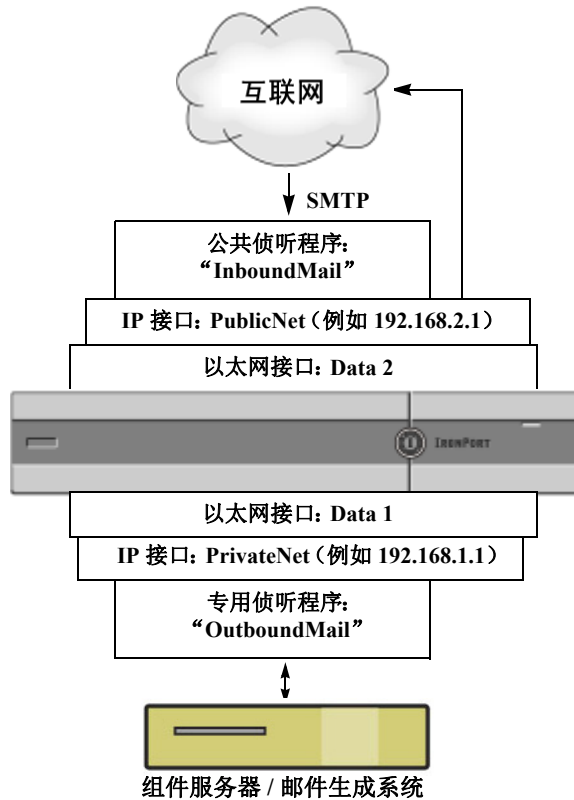 互联网
SMTP
公共侦听程序：
“InboundMail”
IP 接口：PublicNet（例如 192.168.2.1）
以太网接口：Data 2
IRONPORT
以太网接口：Data 1
IP 接口：PrivateNet（例如 192.168.1.1）
专用侦听程序：
“OutboundMail”
组件服务器 / 邮件生成系统